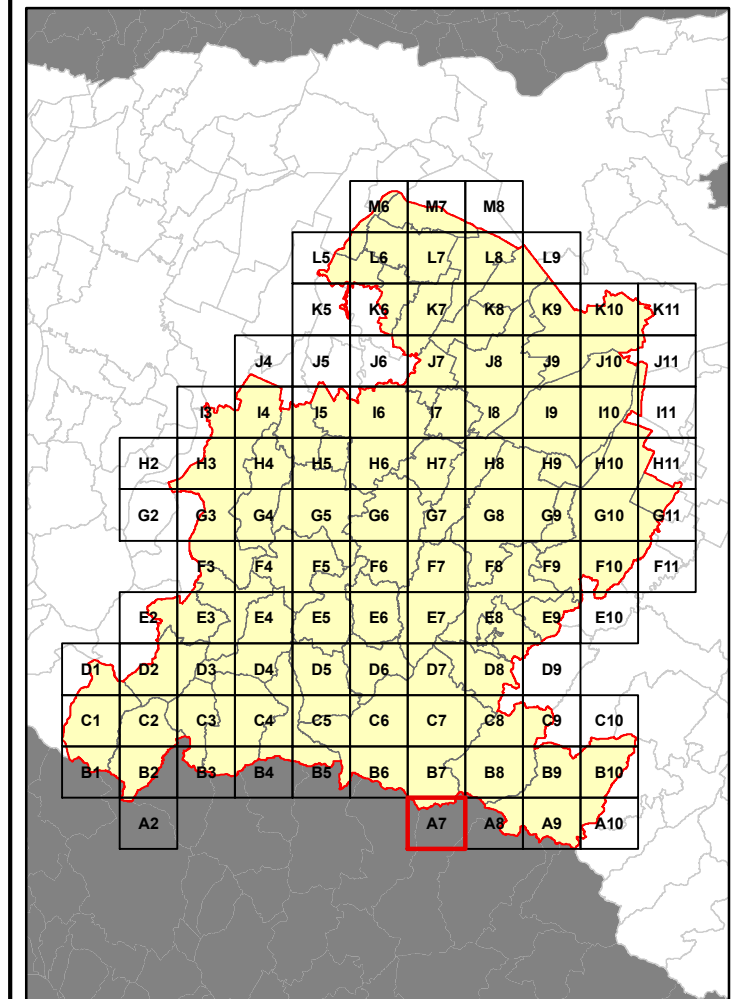 M6 M7 M8
L5 L6 L7 L8 L9
K5 K6 K7 K8 K9 K10 K11
J4 J5 J6 J7 J8 J9 J10 J11
I3 I4 I5 I6 I7 I8 I9 I10 I11
H2 H3 H4 H5 H6 H7 H8 H9 H10 H11
G2 G3 G4 G5 G6 G7 G8 G9 G10 G11
F3 F4 E5 F6 F7 F8 F9 F10 F11
E2 E3 E4 E5 E6 E7 E8 E9 E10
D1 D2 D3 D4 D5 D6 D7 D8 D9
C1 C2 C3 C4 C5 C6 C7 C8 C9 C10
B1 B2 B3 B4 B5 B6 B7 B8 B9 B10
A2 A7 A8 A9 A10